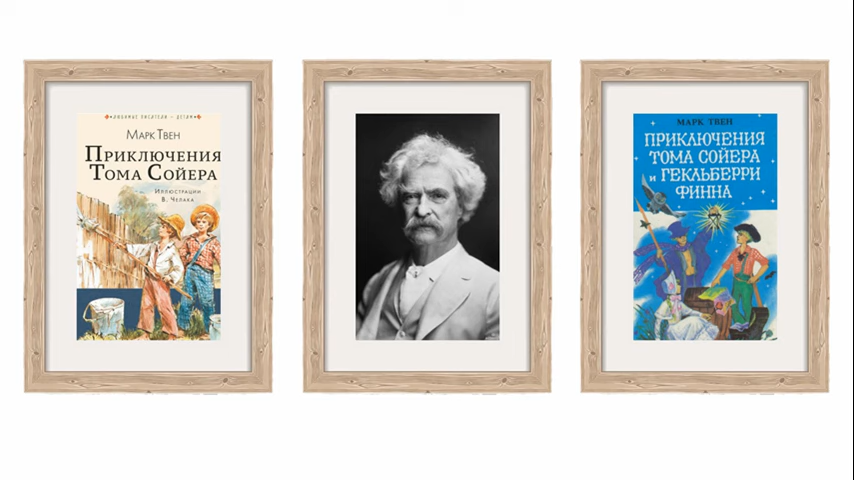 ЛЮБИМЫЕ ПИСАТЕЛИ — ДЕТЯМ
МАРК ТВЕН
ПРИКЛЮЧЕНИЯ
ТОМА СОЙЕРА
ИЛЛЮСТРАЦИИ
В. ЧЕЛАКА
МАРК ТВЕН
ПРИКЛЮЧЕНИЯ
ТОМА СОЙЕРА
И ГЕКЛЬБЕРРИ
ФИННА